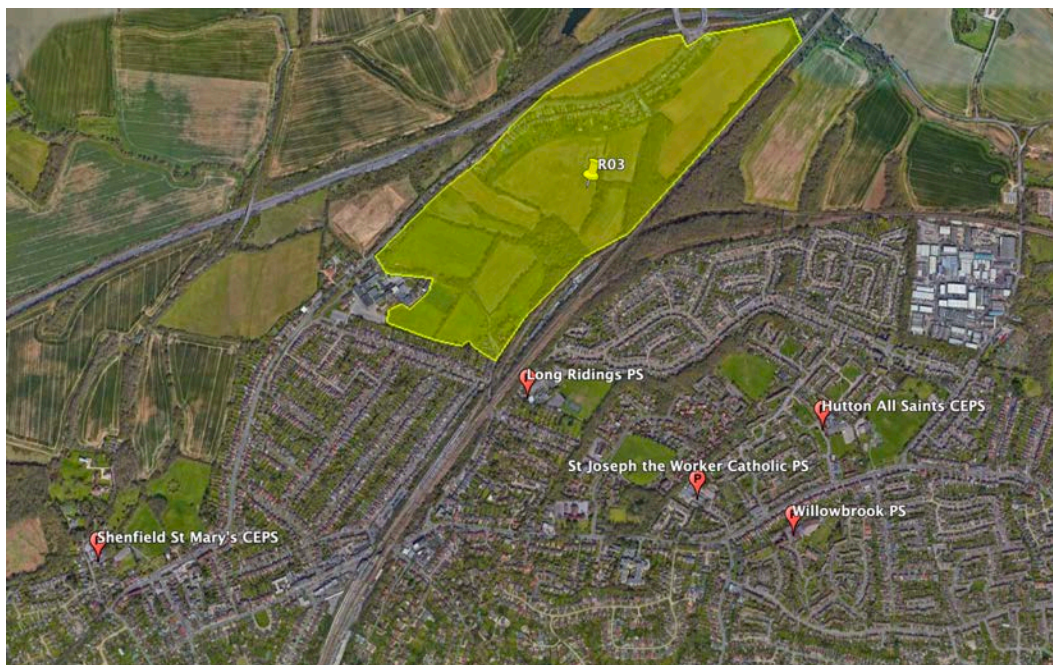 R03
Long Ridings PS
Hutton All Saints CEPS
St Joseph the Worker Catholic PS
P
Willowbrook PS
Shenfield St Mary's CEPS